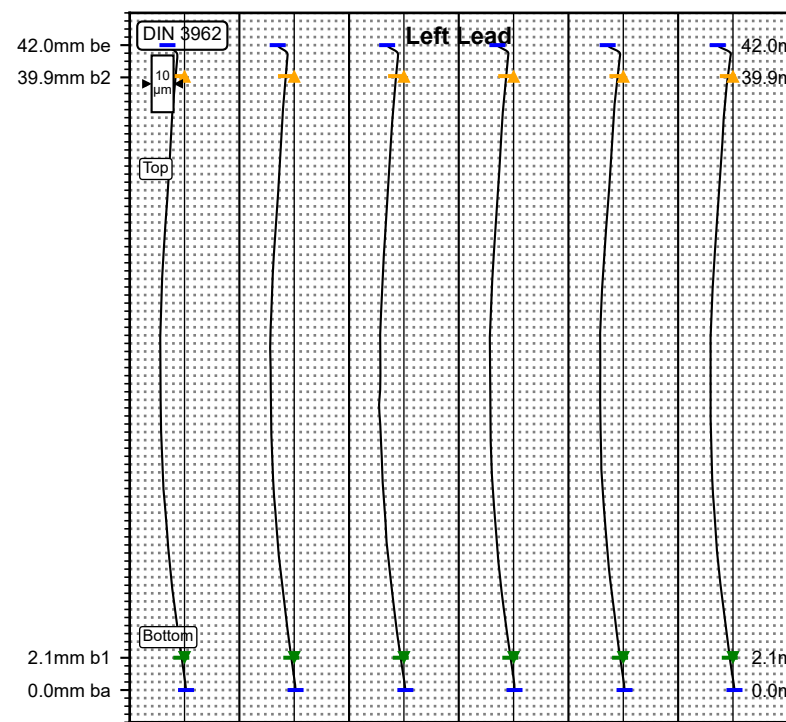 DIN 3962
Left Lead
42.0mm be
42.0m
39.9mm b2
39.9m
10
µm
Top
Bottom
2.1mm b1
2.1m
0.0mm ba
0.0m